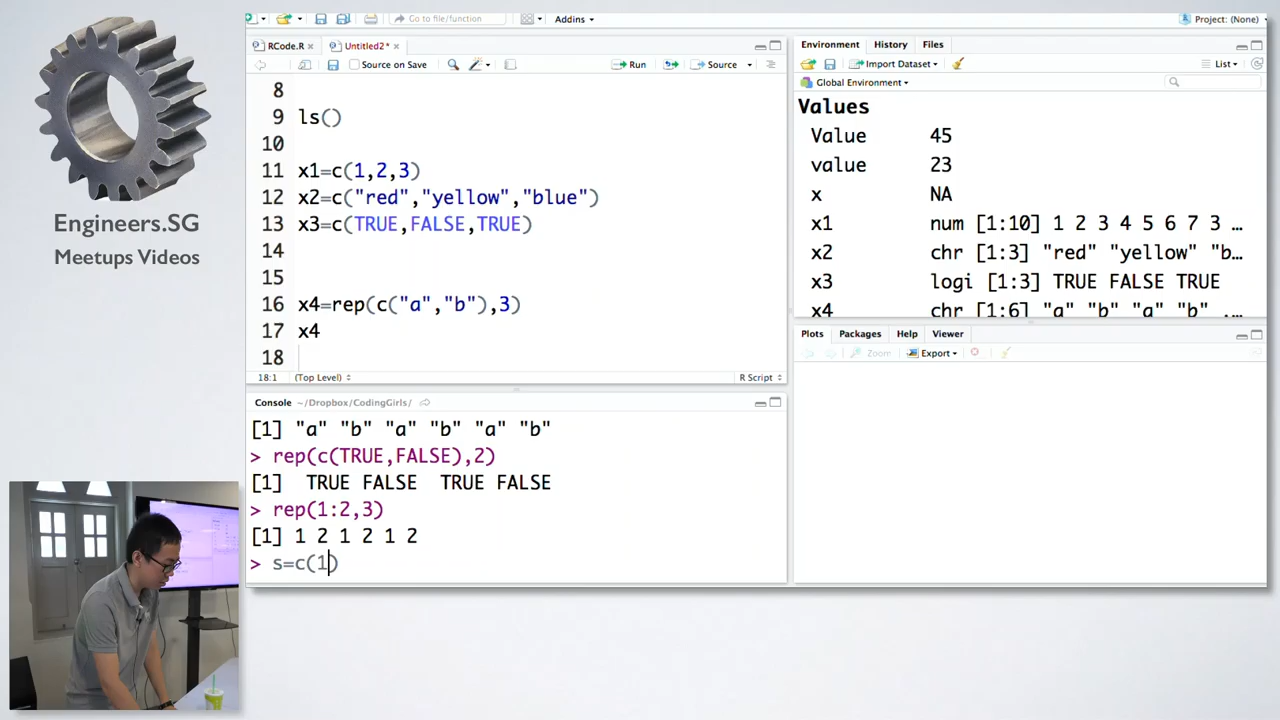 Engineers.SG
Meetups Videos
Go to file/function
Addins
Project: (None)
RCode.R
Untitled2*
Source on Save
Run
Source
8
9 ls()
10
11 x1=c(1,2,3)
12 x2=c("red","yellow","blue")
13 x3=c(TRUE,FALSE,TRUE)
14
15
16 x4=rep(c("a","b"),3)
17 x4
18
18:1 (Top Level) R Script
Console ~/Dropbox/CodingGirls/
[1] "a" "b" "a" "b" "a" "b"
> rep(c(TRUE,FALSE),2)
[1] TRUE FALSE TRUE FALSE
> rep(1:2,3)
[1] 1 2 1 2 1 2
> s=c(1)
Environment History Files
Import Dataset List
Global Environment
Values
Value 45
value 23
x NA
x1 num [1:10] 1 2 3 4 5 6 7 3 …
x2 chr [1:3] "red" "yellow" "b…
x3 logi [1:3] TRUE FALSE TRUE
x4 chr [1:6] "a" "b" "a" "b" …
Plots Packages Help Viewer
Zoom Export